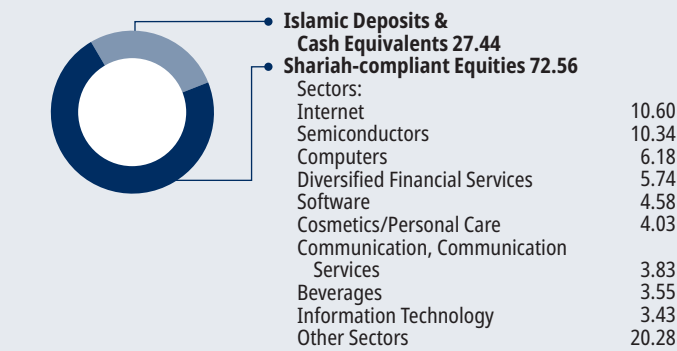 Islamic Deposits &
Cash Equivalents 27.44
Shariah-compliant Equities 72.56
Sectors:
Internet 10.60
Semiconductors 10.34
Computers 6.18
Diversified Financial Services 5.74
Software 4.58
Cosmetics/Personal Care 4.03
Communication, Communication
Services 3.83
Beverages 3.55
Information Technology 3.43
Other Sectors 20.28